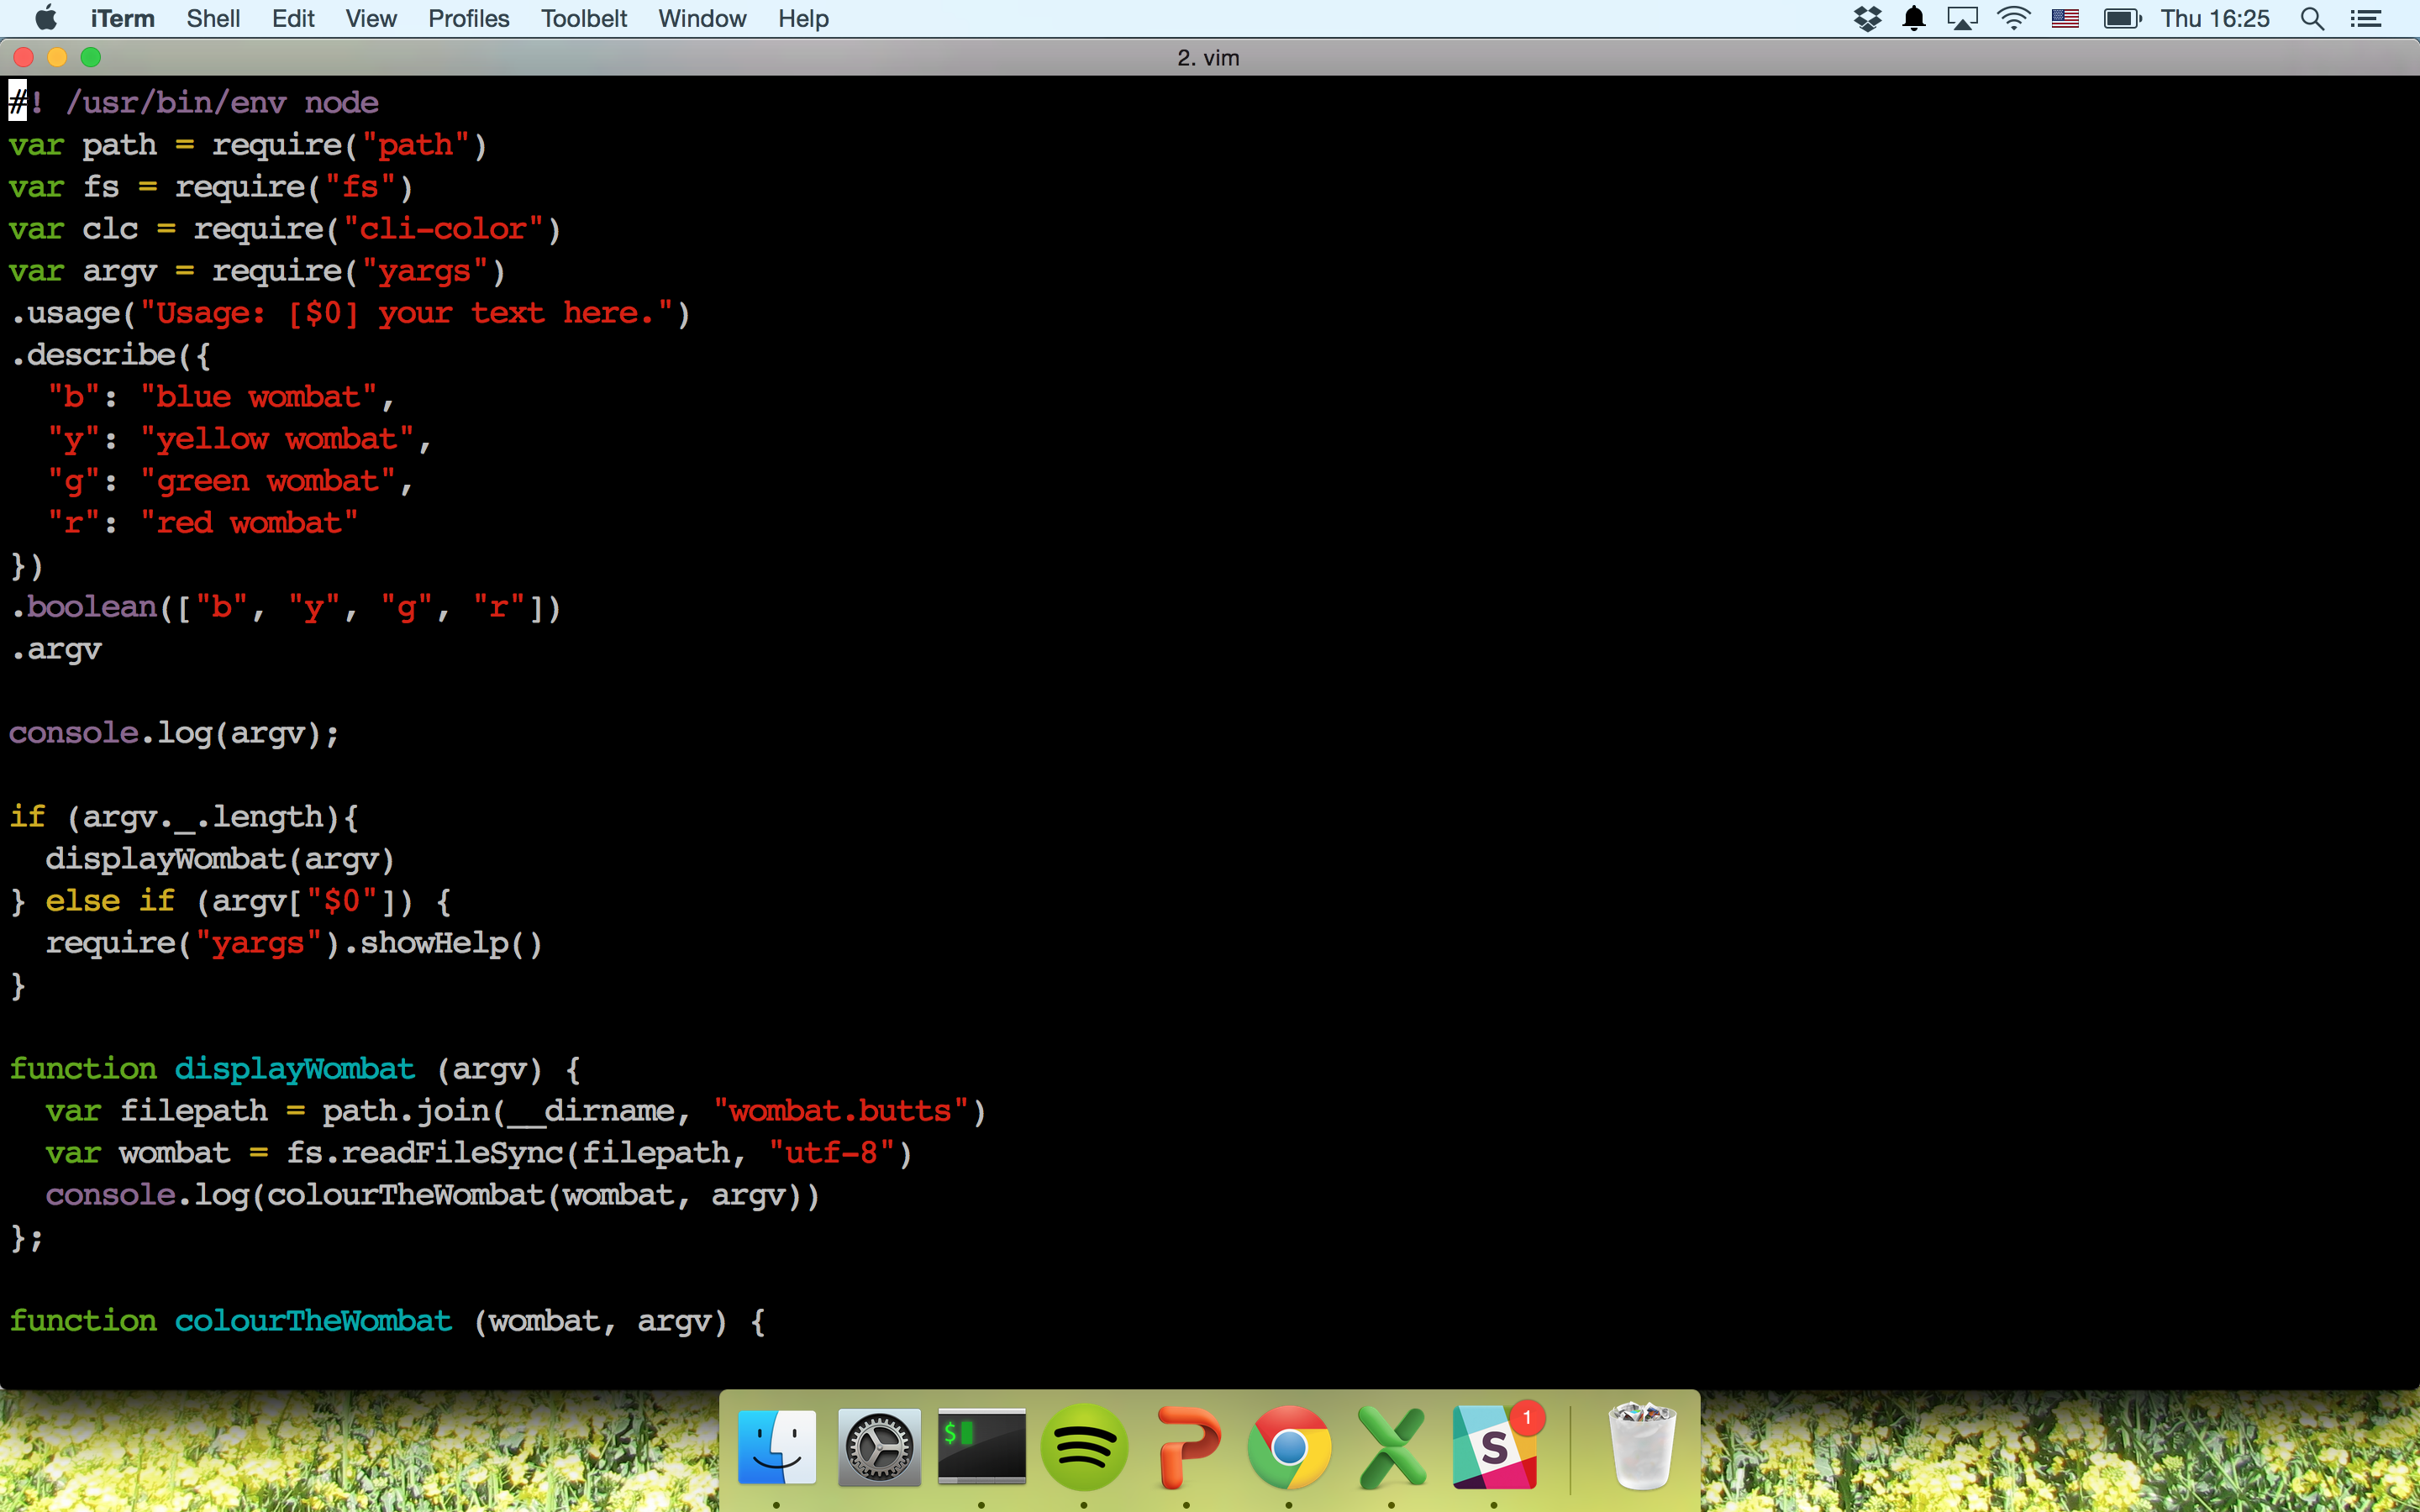 iTerm Shell Edit View Profiles Toolbelt Window Help Thu 16:25
2. vim
#! /usr/bin/env node
var path = require("path")
var fs = require("fs")
var clc = require("cli-color")
var argv = require("yargs")
.usage("Usage: [$0] your text here.")
.describe({
  "b": "blue wombat",
  "y": "yellow wombat",
  "g": "green wombat",
  "r": "red wombat"
})
.boolean(["b", "y", "g", "r"])
.argv
console.log(argv);
if (argv._.length){
  displayWombat(argv)
} else if (argv["$0"]) {
  require("yargs").showHelp()
}
function displayWombat (argv) {
  var filepath = path.join(__dirname, "wombat.butts")
  var wombat = fs.readFileSync(filepath, "utf-8")
  console.log(colourTheWombat(wombat, argv))
};
function colourTheWombat (wombat, argv) {
$
S
1